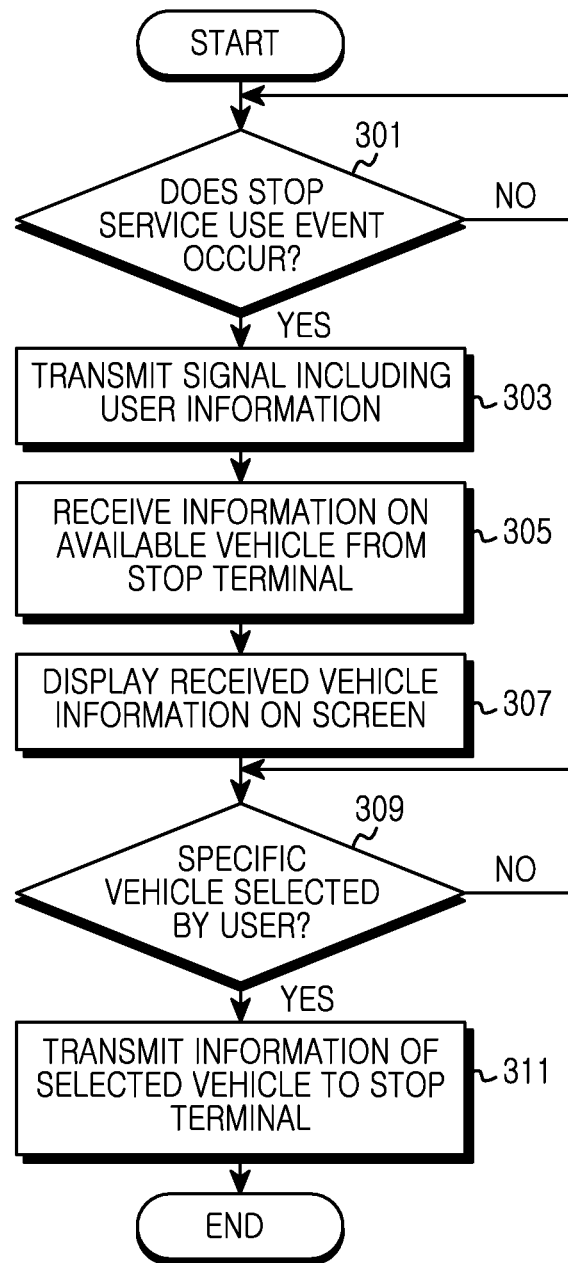 START
301
DOES STOP
SERVICE USE EVENT
OCCUR?
NO
YES
TRANSMIT SIGNAL INCLUDING
USER INFORMATION
303
RECEIVE INFORMATION ON
AVAILABLE VEHICLE FROM
STOP TERMINAL
305
DISPLAY RECEIVED VEHICLE
INFORMATION ON SCREEN
307
309
SPECIFIC
VEHICLE SELECTED
BY USER?
NO
YES
TRANSMIT INFORMATION OF
SELECTED VEHICLE TO STOP
TERMINAL
311
END